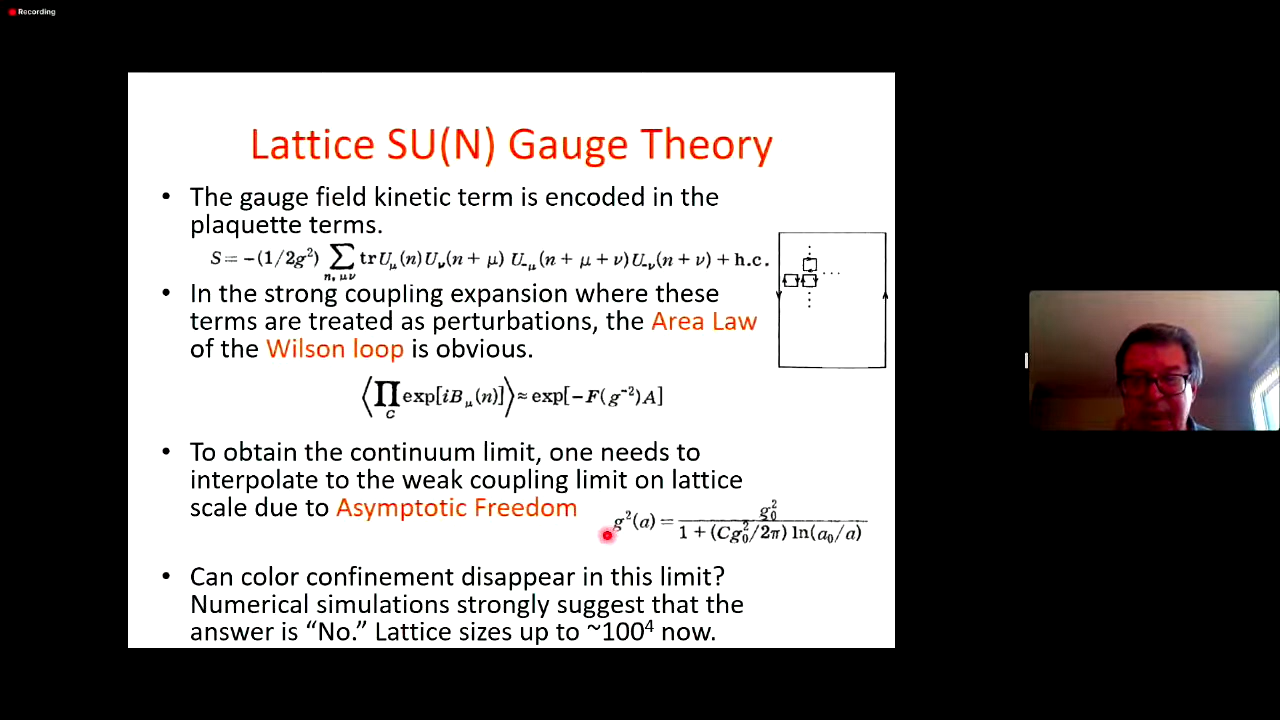 Recording
Lattice SU(N) Gauge Theory
• The gauge field kinetic term is encoded in the
plaquette terms.
S = -(1/2g²) ∑ tr U_μ(n) U_ν(n + μ) U_-μ(n + μ + ν) U_-ν(n + ν) + h.c.
n, μν
• In the strong coupling expansion where these
terms are treated as perturbations, the Area Law
of the Wilson loop is obvious.
⟨∏ exp[iB_μ(n)]⟩ ≈ exp[-F(g⁻²)A]
C
• To obtain the continuum limit, one needs to
interpolate to the weak coupling limit on lattice
scale due to Asymptotic Freedom
g²(a) = g₀² / 1 + (Cg₀²/2π) ln(a₀/a)
• Can color confinement disappear in this limit?
Numerical simulations strongly suggest that the
answer is “No.” Lattice sizes up to ~100⁴ now.